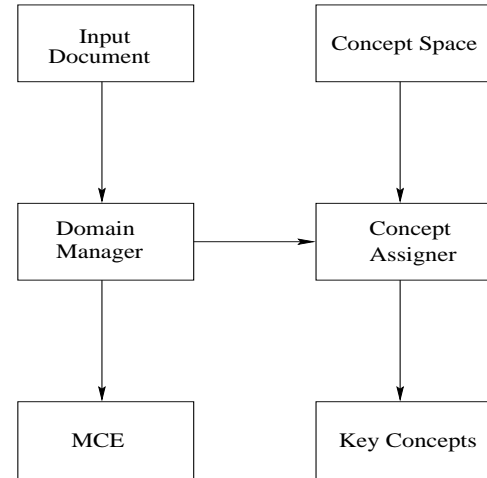 Input
Document
Concept Space
Domain
Manager
Concept
Assigner
MCE
Key Concepts